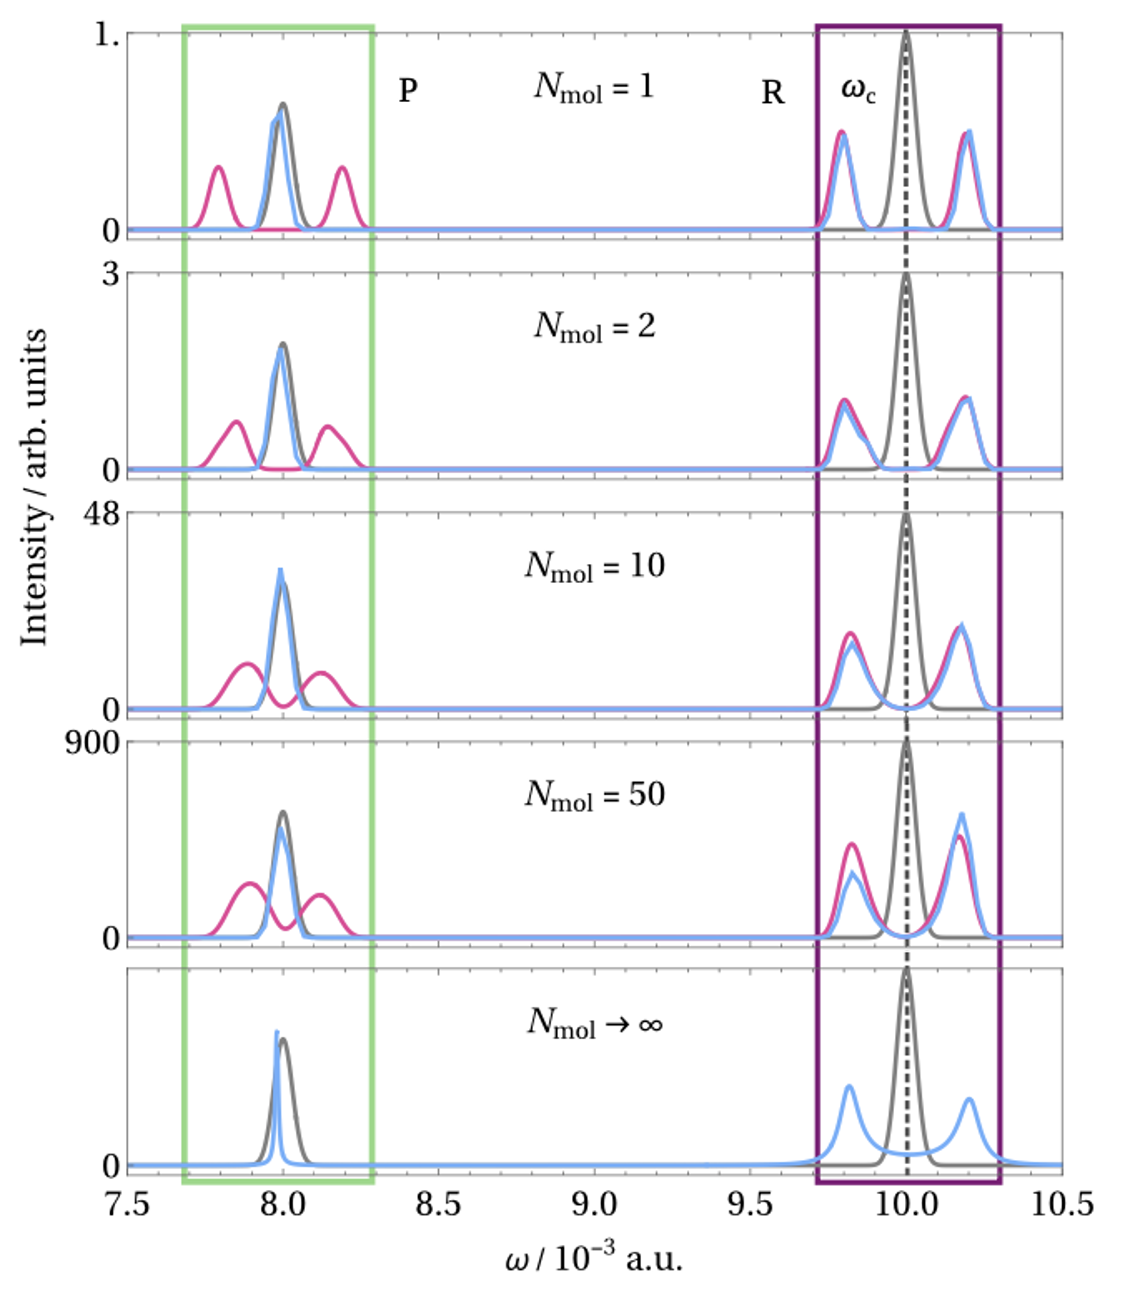 1.
P
N_mol = 1
R
ω_c
0
3
N_mol = 2
0
48
N_mol = 10
0
900
N_mol = 50
0
N_mol → ∞
0
7.5 8.0 8.5 9.0 9.5 10.0 10.5
ω / 10⁻³ a.u.
Intensity / arb. units